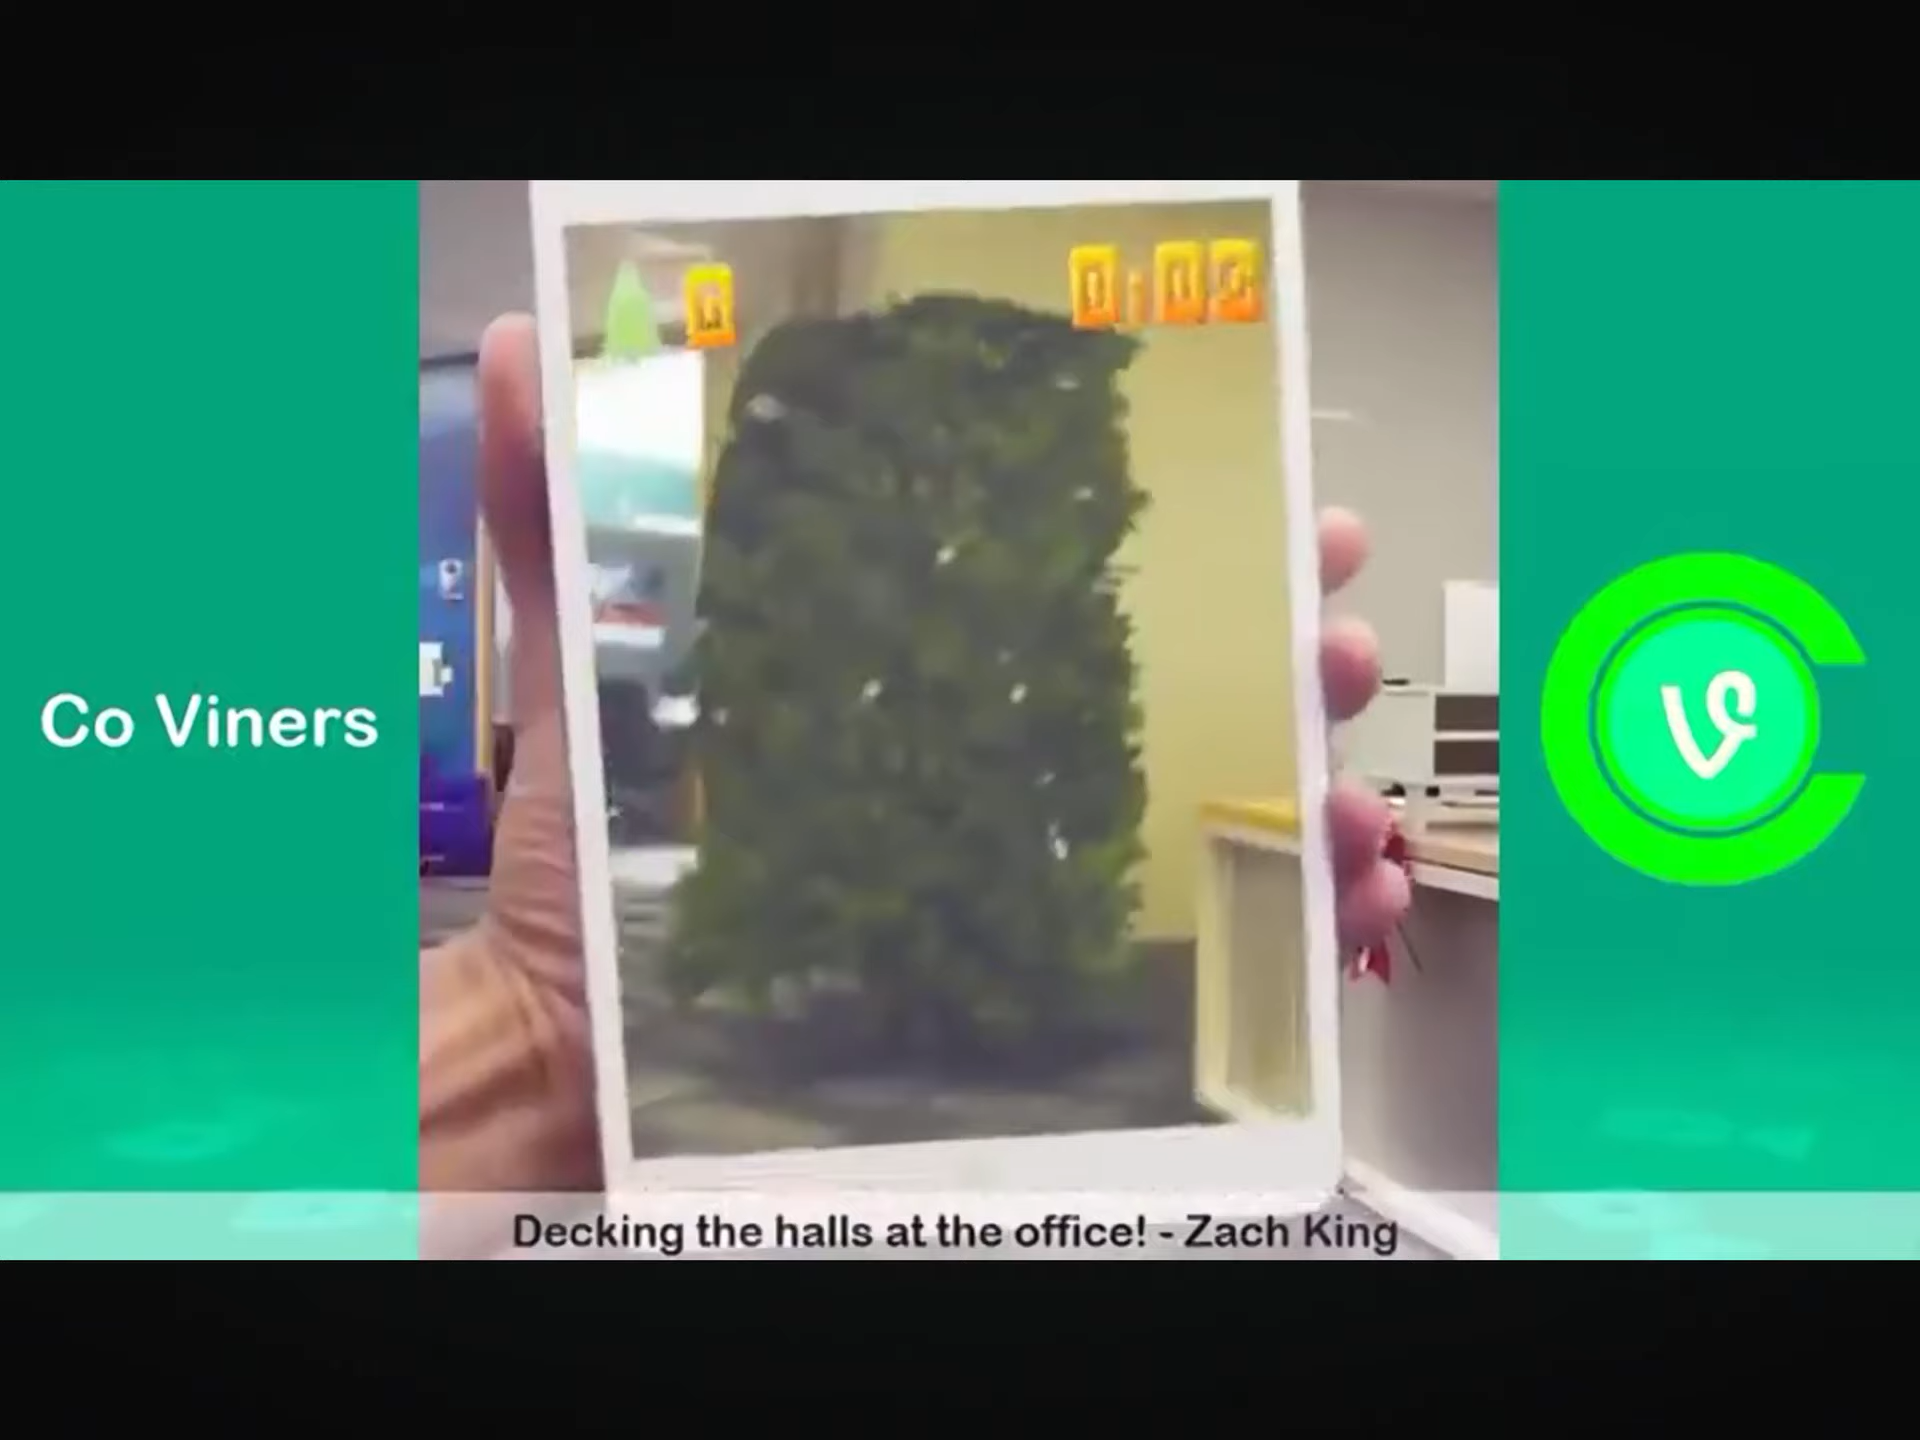 Co Viners
Decking the halls at the office! - Zach King